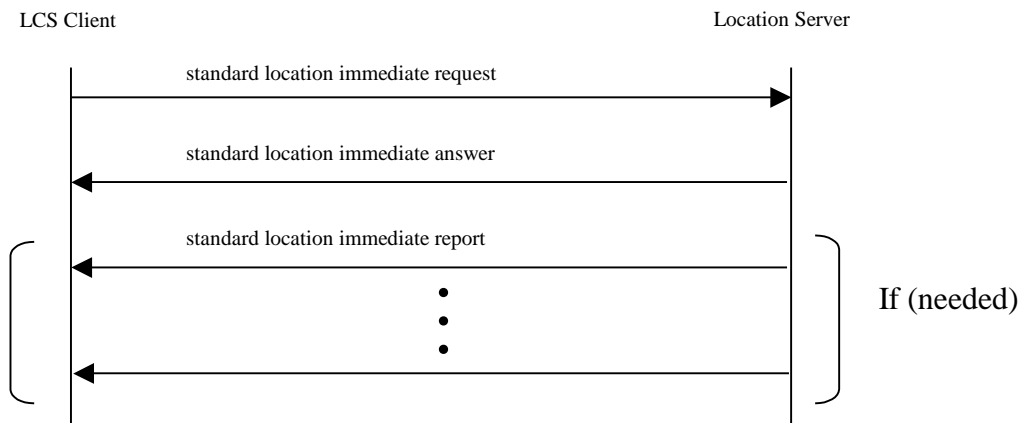 LCS Client
Location Server
standard location immediate request
standard location immediate answer
standard location immediate report
If (needed)